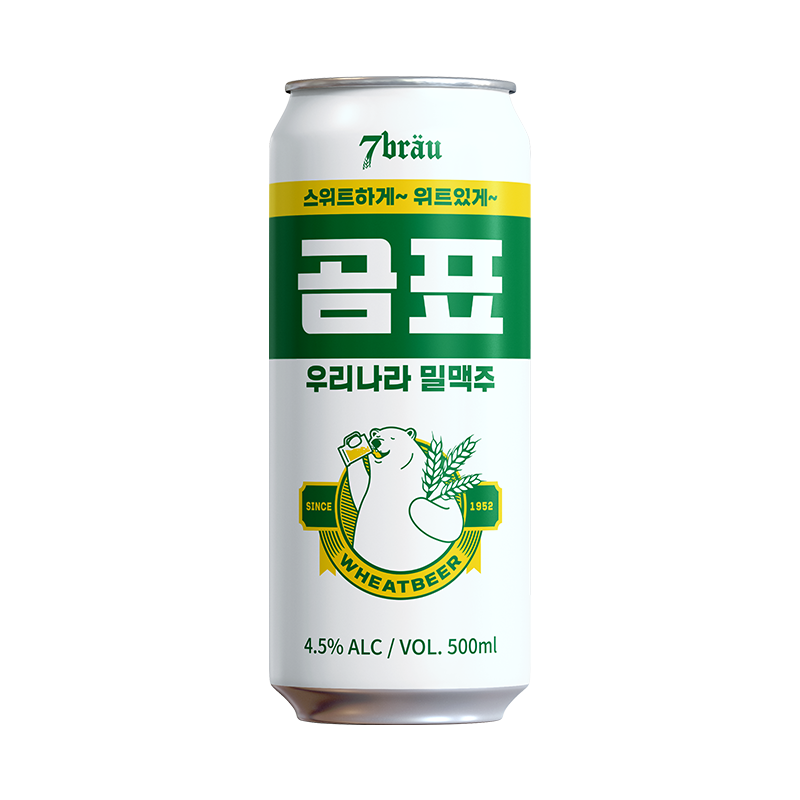 7bräu
스위트하게~ 위트있게~
곰표
우리나라 밀맥주
SINCE 1952
WHEATBEER
4.5% ALC / VOL. 500ml